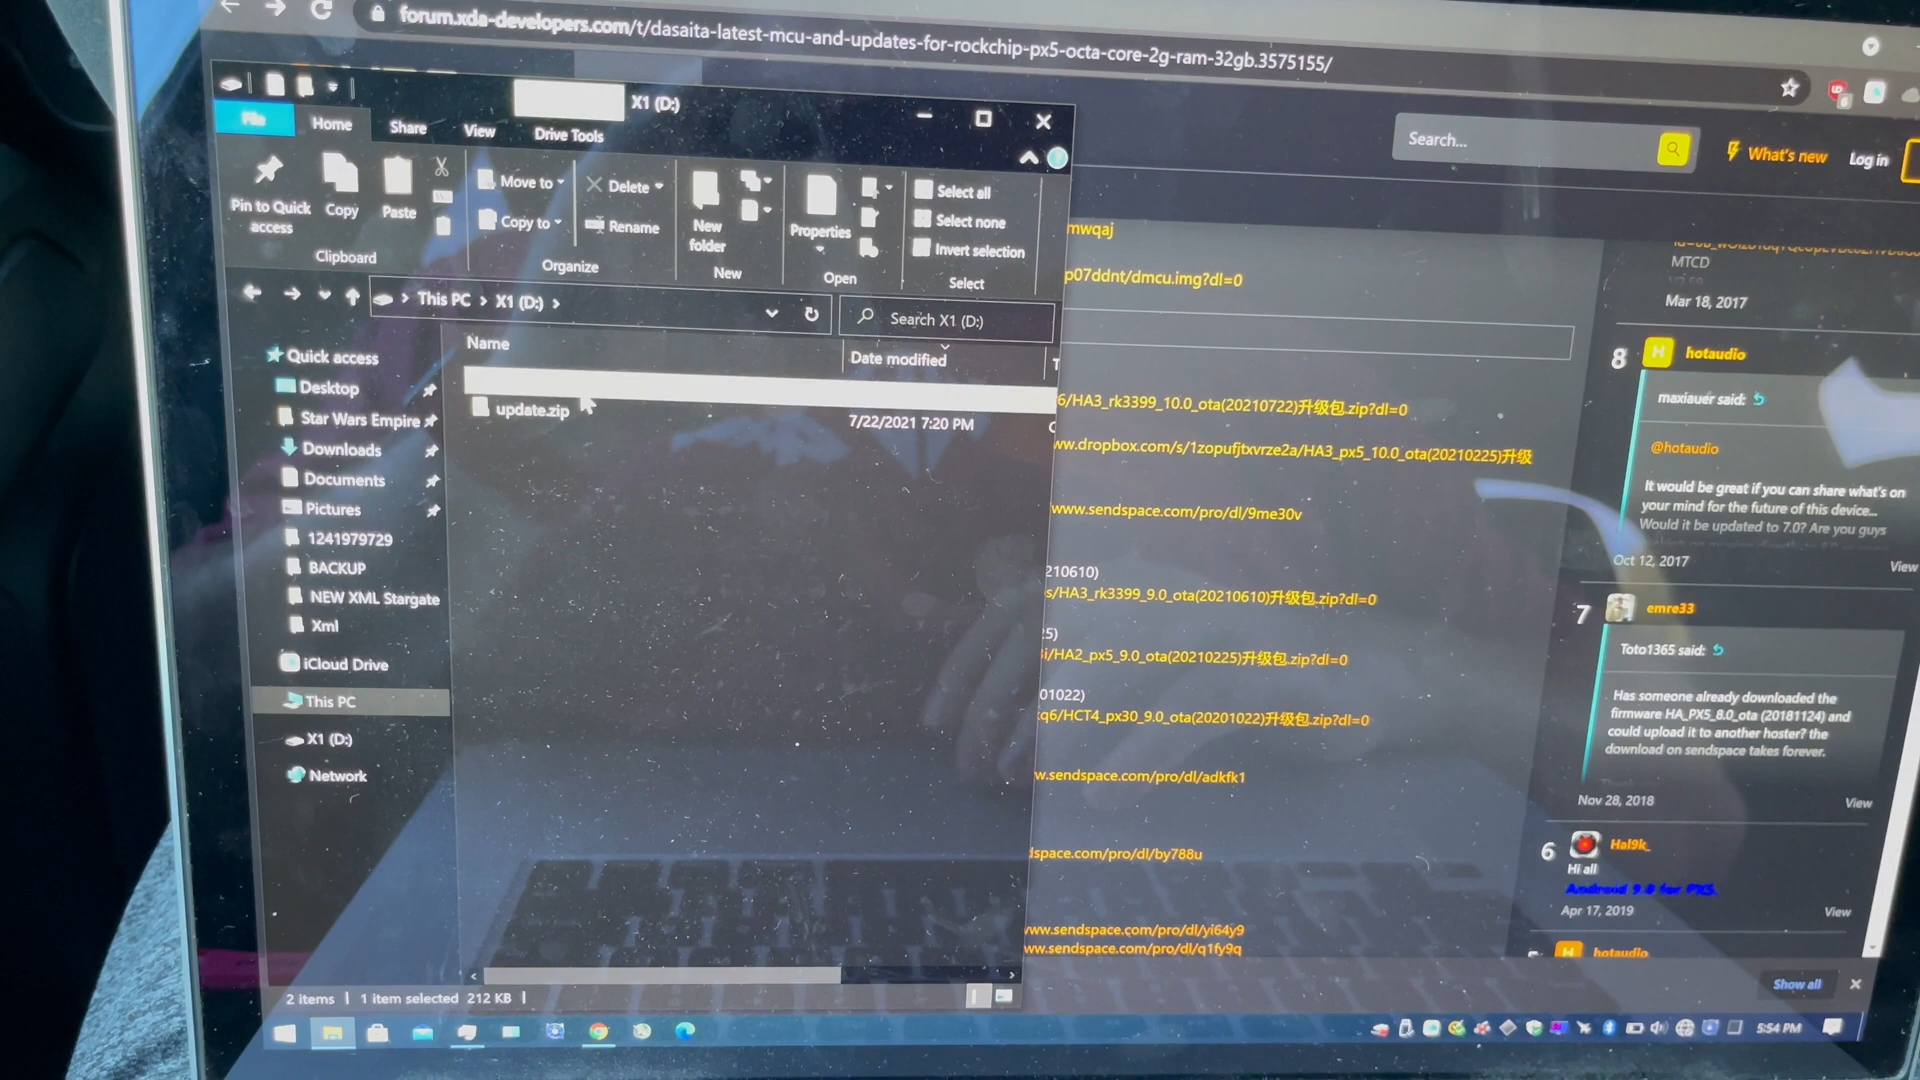 forum.xda-developers.com/t/dasaita-latest-mcu-and-updates-for-rockchip-px5-octa-core-2g-ram-32gb.3575155/
X1 (D:)
File
Home
Share
View
Drive Tools
Pin to Quick access
Copy
Paste
Clipboard
Move to
Copy to
Delete
Rename
Organize
New folder
New
Properties
Open
Select all
Select none
Invert selection
Select
This PC > X1 (D:) >
Search X1 (D:)
Name
Date modified
update.zip
7/22/2021 7:20 PM
Quick access
Desktop
Star Wars Empire
Downloads
Documents
Pictures
1241979729
BACKUP
NEW XML Stargate
Xml
iCloud Drive
This PC
X1 (D:)
Network
2 items | 1 item selected 212 KB |
Search...
What's new
Log in
mwqaj
p07ddnt/dmcu.img?dl=0
6/HA3_rk3399_10.0_ota(20210722)升级包.zip?dl=0
ww.dropbox.com/s/1zopufjtxvrze2a/HA3_px5_10.0_ota(20210225)升级
www.sendspace.com/pro/dl/9me30v
210610)
s/HA3_rk3399_9.0_ota(20210610)升级包.zip?dl=0
25)
i/HA2_px5_9.0_ota(20210225)升级包.zip?dl=0
01022)
q6/HCT4_px30_9.0_ota(20201022)升级包.zip?dl=0
w.sendspace.com/pro/dl/adkfk1
dspace.com/pro/dl/by788u
www.sendspace.com/pro/dl/yi64y9
ww.sendspace.com/pro/dl/q1fy9q
MTCD
Mar 18, 2017
8
H
hotaudio
maxiauer said:
@hotaudio
It would be great if you can share what's on
your mind for the future of this device...
Would it be updated to 7.0? Are you guys
Oct 12, 2017
View
7
emre33
Toto1365 said:
Has someone already downloaded the
firmware HA_PX5_8.0_ota (20181124) and
could upload it to another hoster? the
download on sendspace takes forever.
Nov 28, 2018
View
6
Hal9k_
Hi all
Android 9.0 for PX5.
Apr 17, 2019
View
H
hotaudio
Show all
5:54 PM